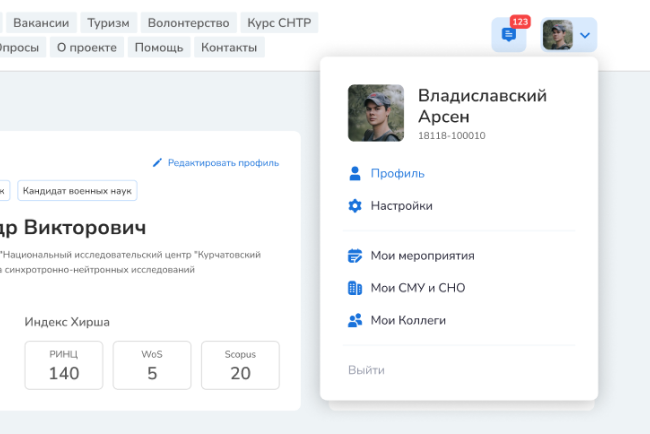 Вакансии Туризм Волонтерство Курс СНТР
Опросы О проекте Помощь Контакты
123
Владиславский
Арсен
18118-100010
Редактировать профиль
Профиль
Кандидат военных наук
Настройки
Викторович
"Национальный исследовательский центр "Курчатовский
синхротронно-нейтронных исследований
Мои мероприятия
Мои СМУ и СНО
Индекс Хирша
Мои Коллеги
РИНЦ WoS Scopus
140 5 20
Выйти